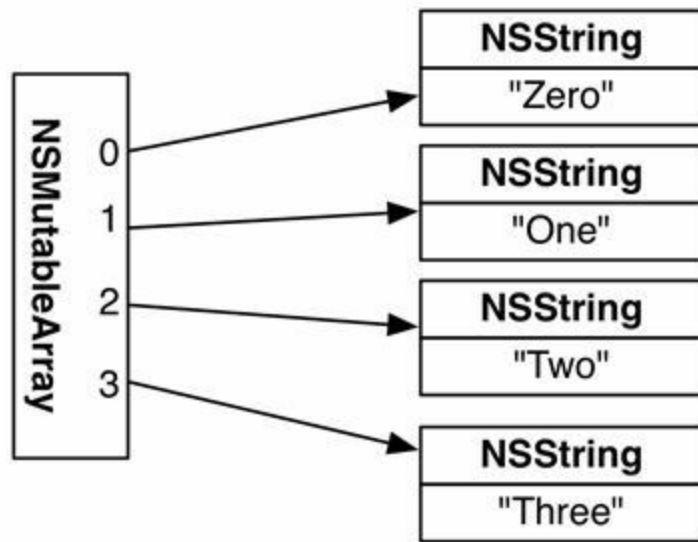 NSMutableArray
0
1
2
3
NSString
"Zero"
NSString
"One"
NSString
"Two"
NSString
"Three"